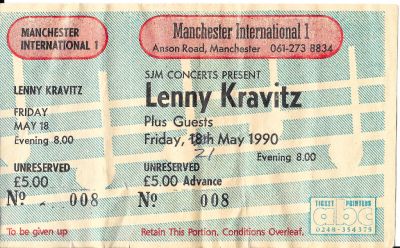 MANCHESTER
INTERNATIONAL 1
LENNY KRAVITZ
FRIDAY
MAY 18
Evening 8.00
UNRESERVED
£5.00
No 008
To be given up
Manchester International 1
Anson Road, Manchester 061-273 8834
SJM CONCERTS PRESENT
Lenny Kravitz
Plus Guests
Friday, 18th May 1990
21
Evening 8.00
UNRESERVED
£5.00 Advance
No 008
TICKET PRINTERS
abc
0248-354375
Retain This Portion, Conditions Overleaf.